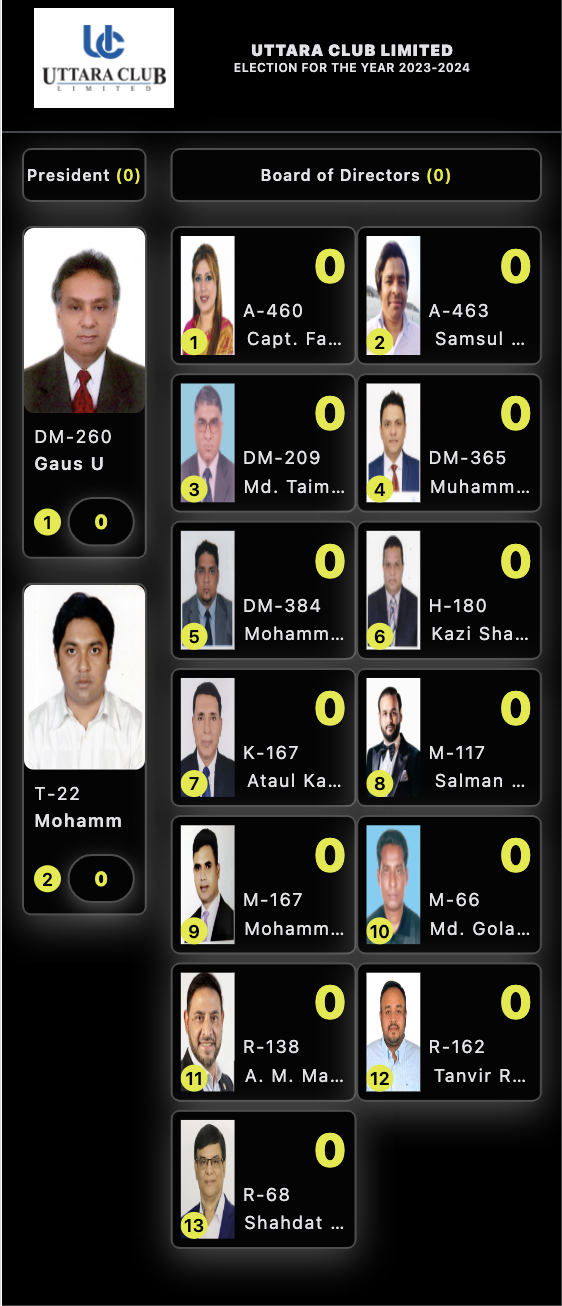 UTTARA CLUB
LIMITED
UTTARA CLUB LIMITED
ELECTION FOR THE YEAR 2023-2024
President (0)
Board of Directors (0)
DM-260
Gaus U
1
0
T-22
Mohamm
2
0
0
A-460
1
Capt. Fa...
0
A-463
2
Samsul ...
0
DM-209
3
Md. Taim...
0
DM-365
4
Muhamm...
0
DM-384
5
Mohamm...
0
H-180
6
Kazi Sha...
0
K-167
7
Ataul Ka...
0
M-117
8
Salman ...
0
M-167
9
Mohamm...
0
M-66
10
Md. Gola...
0
R-138
11
A. M. Ma...
0
R-162
12
Tanvir R...
0
R-68
13
Shahdat ...